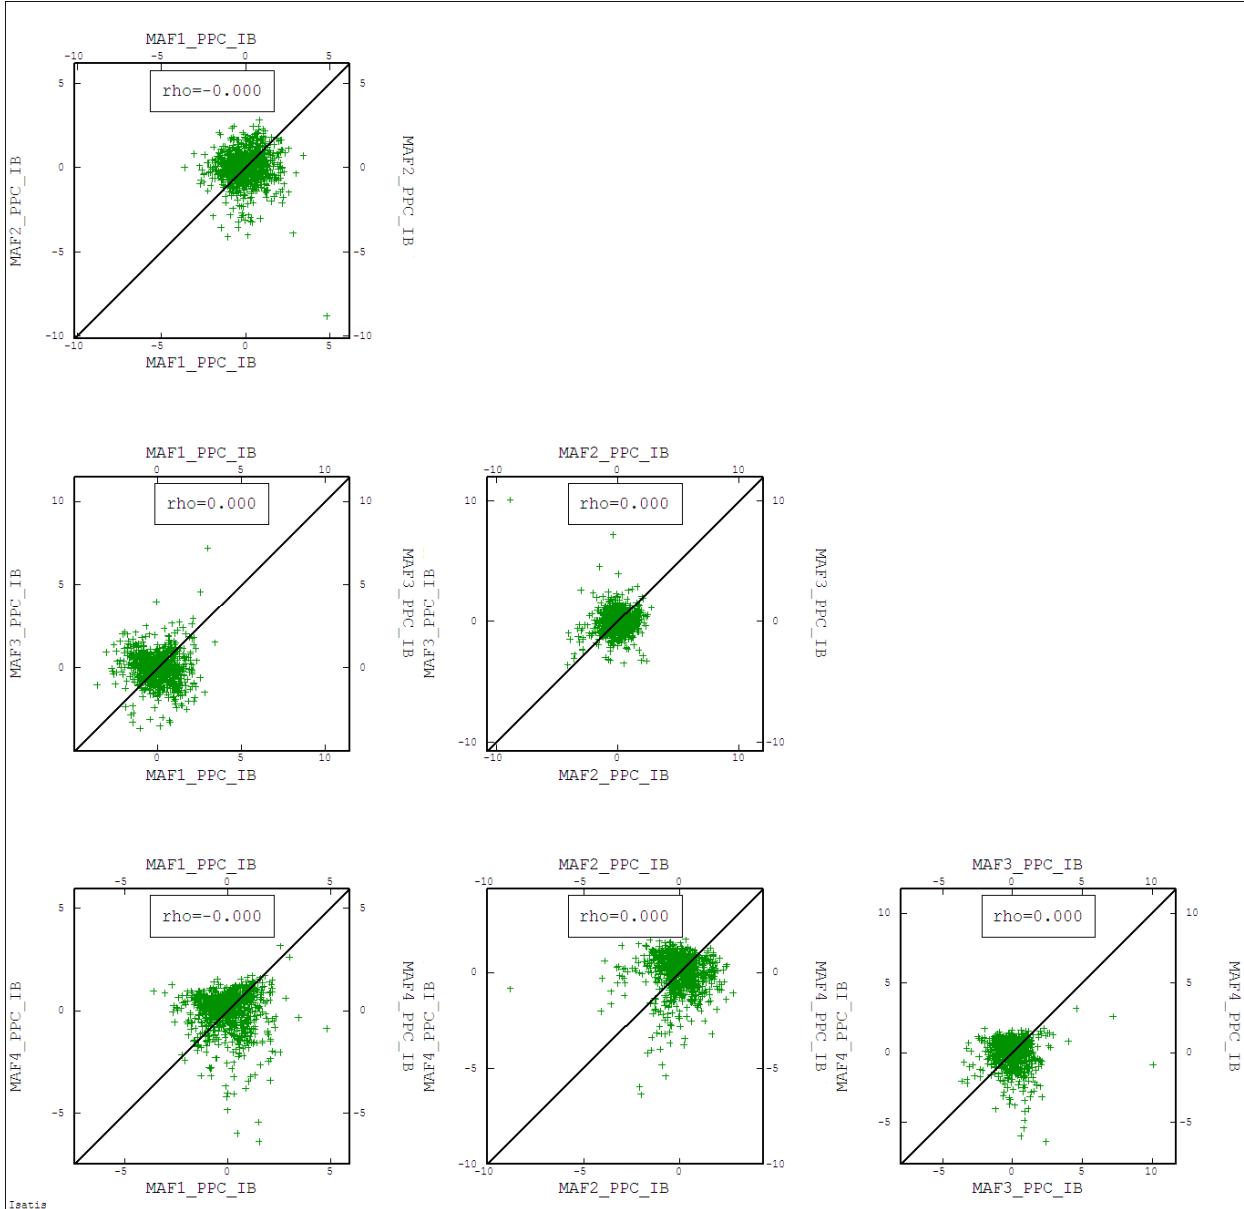 MAF1_PPC_IB
-10 -5 0 5
rho=-0.000
5 5
0 0
-5 -5
-10 -10
MAF2_PPC_IB
MAF2_PPC_IB
-10 -5 0 5
MAF1_PPC_IB
MAF1_PPC_IB
0 5 10
rho=0.000
10 10
5 5
0 0
MAF3_PPC_IB
MAF3_PPC_IB
0 5 10
MAF1_PPC_IB
MAF2_PPC_IB
-10 0 10
rho=0.000
10 10
0 0
-10 -10
MAF3_PPC_IB
MAF3_PPC_IB
-10 0 10
MAF2_PPC_IB
MAF1_PPC_IB
-5 0 5
rho=-0.000
5 5
0 0
-5 -5
MAF4_PPC_IB
MAF4_PPC_IB
-5 0 5
MAF1_PPC_IB
MAF2_PPC_IB
-10 -5 0
rho=0.000
0 0
-5 -5
-10 -10
MAF4_PPC_IB
MAF4_PPC_IB
-10 -5 0
MAF2_PPC_IB
MAF3_PPC_IB
-5 0 5 10
rho=0.000
10 10
5 5
0 0
-5 -5
MAF4_PPC_IB
MAF4_PPC_IB
-5 0 5 10
MAF3_PPC_IB
Isatis